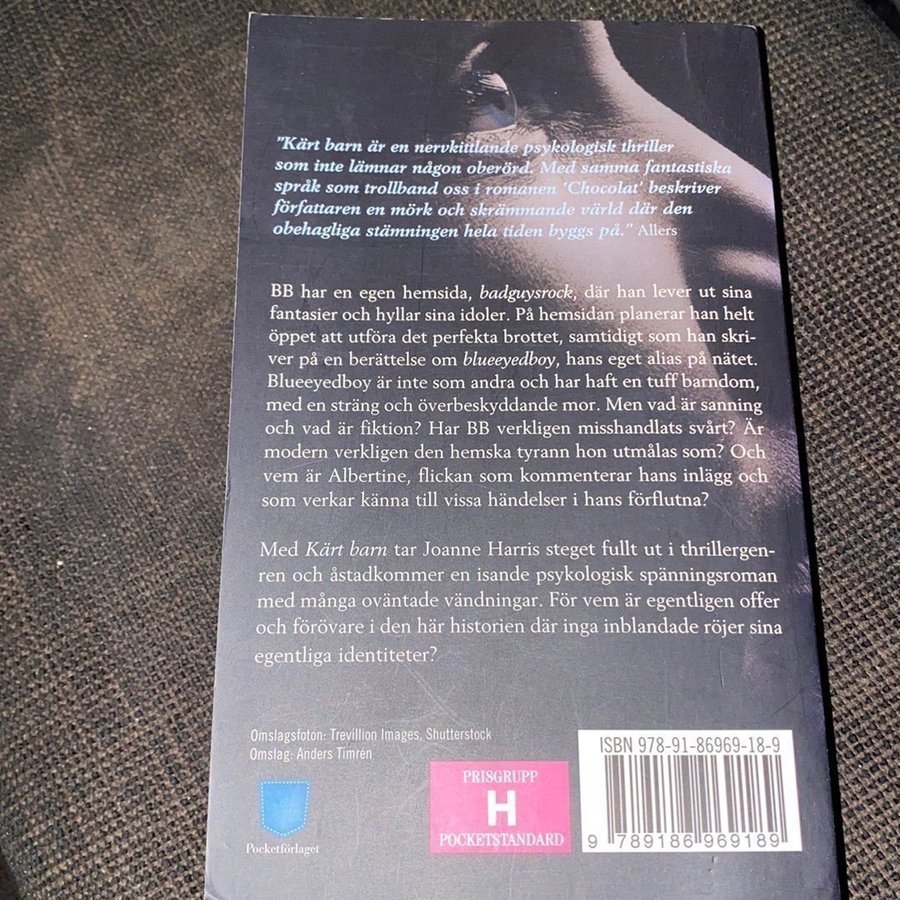 "Kärt barn är en nervkittlande psykologisk thriller
som inte lämnar någon oberörd. Med samma fantastiska
språk som trollband oss i romanen 'Chocolat' beskriver
författaren en mörk och skrämmande värld där den
obehagliga stämningen hela tiden byggs på." Allers
BB har en egen hemsida, badguysrock, där han lever ut sina
fantasier och hyllar sina idoler. På hemsidan planerar han helt
öppet att utföra det perfekta brottet, samtidigt som han skri-
ver på en berättelse om blueeyedboy, hans eget alias på nätet.
Blueeyedboy är inte som andra och har haft en tuff barndom,
med en sträng och överbeskyddande mor. Men vad är sanning
och vad är fiktion? Har BB verkligen misshandlats svårt? Är
modern verkligen den hemska tyrann hon utmålas som? Och
vem är Albertine, flickan som kommenterar hans inlägg och
som verkar känna till vissa händelser i hans förflutna?
Med Kärt barn tar Joanne Harris steget fullt ut i thrillergen-
ren och åstadkommer en isande psykologisk spänningsroman
med många oväntade vändningar. För vem är egentligen offer
och förövare i den här historien där inga inblandade röjer sina
egentliga identiteter?
Omslagsfoton: Trevillion Images, Shutterstock
Omslag: Anders Timrén
Pocketförlaget
PRISGRUPP
H
POCKETSTANDARD
ISBN 978-91-86969-18-9
9 789186 969189